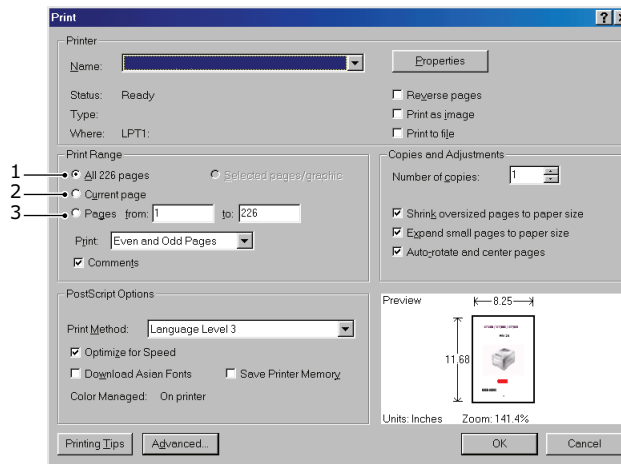 Print
Printer
Name:
Properties
Status: Ready
Reverse pages
Type:
Print as image
Where: LPT1:
Print to file
Print Range
Copies and Adjustments
1
All 226 pages
Selected pages/graphic
Number of copies: 1
2
Current page
3
Pages from: 1 to: 226
Shrink oversized pages to paper size
Print: Even and Odd Pages
Expand small pages to paper size
Comments
Auto-rotate and center pages
PostScript Options
Preview
8.25
Print Method: Language Level 3
Optimize for Speed
11.68
Download Asian Fonts
Save Printer Memory
Color Managed: On printer
Units: Inches Zoom: 141.4%
Printing Tips
Advanced...
OK
Cancel